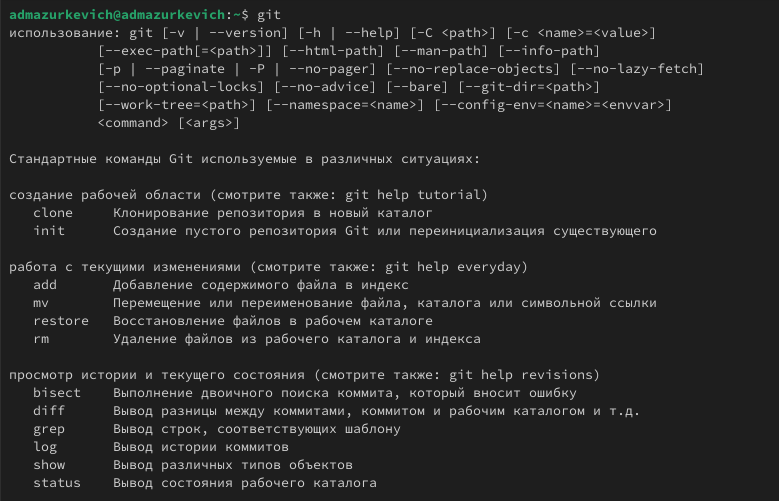 admazurkevich@admazurkevich:~$ git
использование: git [-v | --version] [-h | --help] [-C <path>] [-c <name>=<value>]
[--exec-path[=<path>]] [--html-path] [--man-path] [--info-path]
[-p | --paginate | -P | --no-pager] [--no-replace-objects] [--no-lazy-fetch]
[--no-optional-locks] [--no-advice] [--bare] [--git-dir=<path>]
[--work-tree=<path>] [--namespace=<name>] [--config-env=<name>=<envvar>]
<command> [<args>]
Стандартные команды Git используемые в различных ситуациях:
создание рабочей области (смотрите также: git help tutorial)
clone Клонирование репозитория в новый каталог
init Создание пустого репозитория Git или переинициализация существующего
работа с текущими изменениями (смотрите также: git help everyday)
add Добавление содержимого файла в индекс
mv Перемещение или переименование файла, каталога или символьной ссылки
restore Восстановление файлов в рабочем каталоге
rm Удаление файлов из рабочего каталога и индекса
просмотр истории и текущего состояния (смотрите также: git help revisions)
bisect Выполнение двоичного поиска коммита, который вносит ошибку
diff Вывод разницы между коммитами, коммитом и рабочим каталогом и т.д.
grep Вывод строк, соответствующих шаблону
log Вывод истории коммитов
show Вывод различных типов объектов
status Вывод состояния рабочего каталога